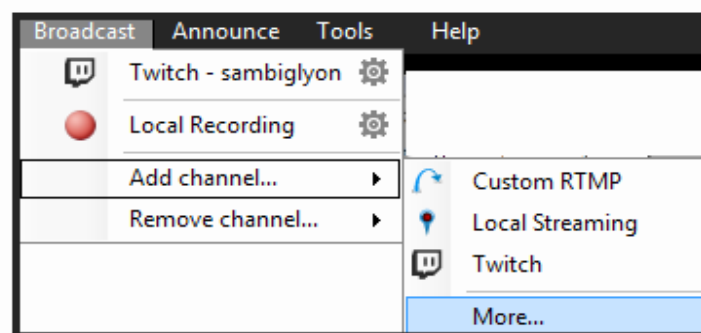 Broadcast Announce Tools Help
Twitch - sambiglyon
Local Recording
Add channel...
Custom RTMP
Remove channel...
Local Streaming
Twitch
More...